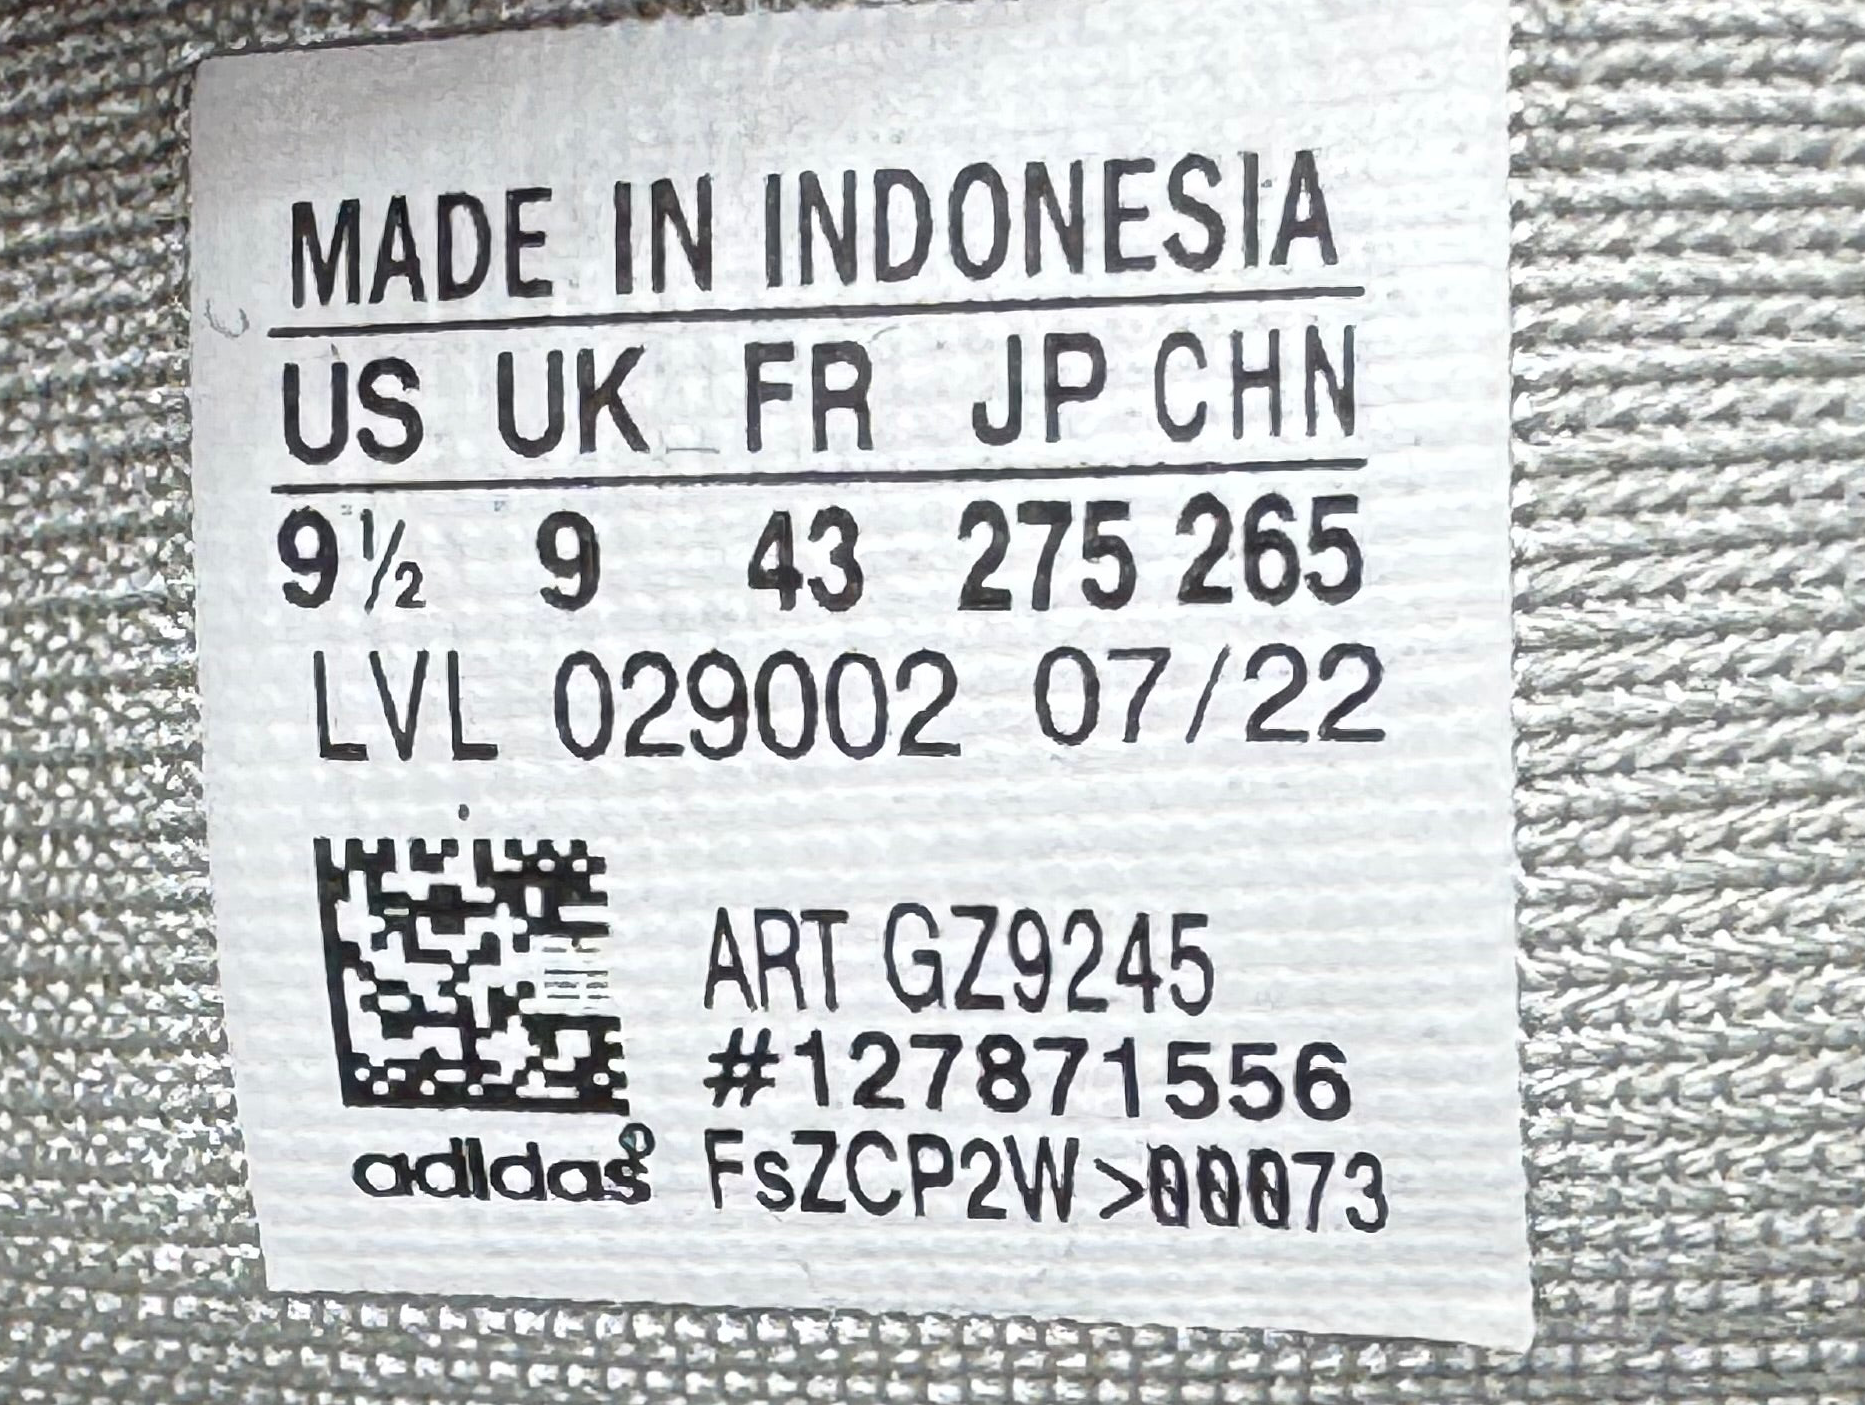 MADE IN INDONESIA
US UK FR JP CHN
9½ 9 43 275 265
LVL 029002 07/22
ART GZ9245
#127871556
adidas FsZCP2W>00073